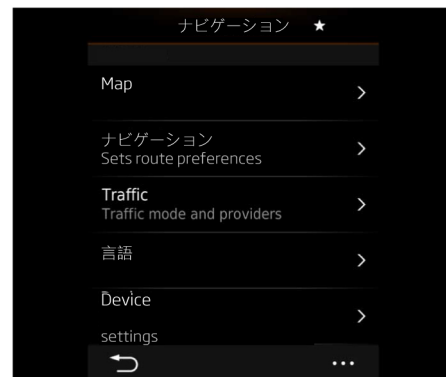 ナビゲーション ★
Map
ナビゲーション
Sets route preferences
Traffic
Traffic mode and providers
言語
Device
settings